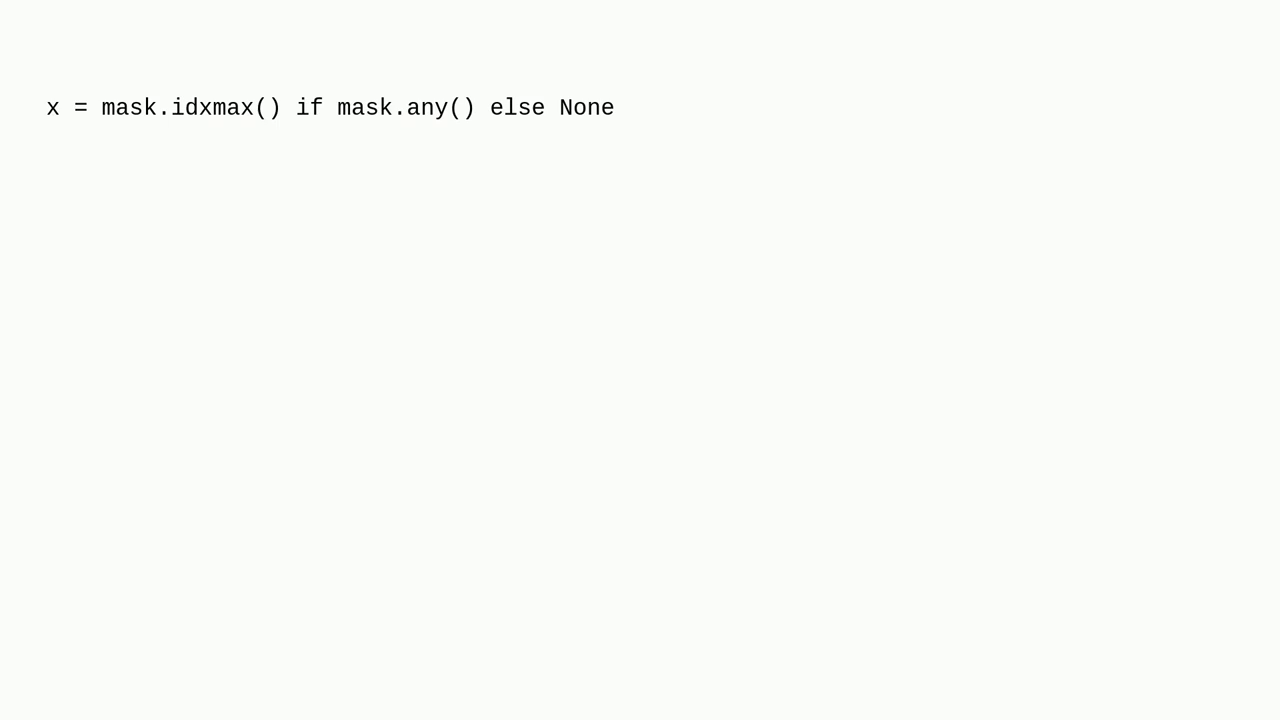 x = mask.idxmax() if mask.any() else None